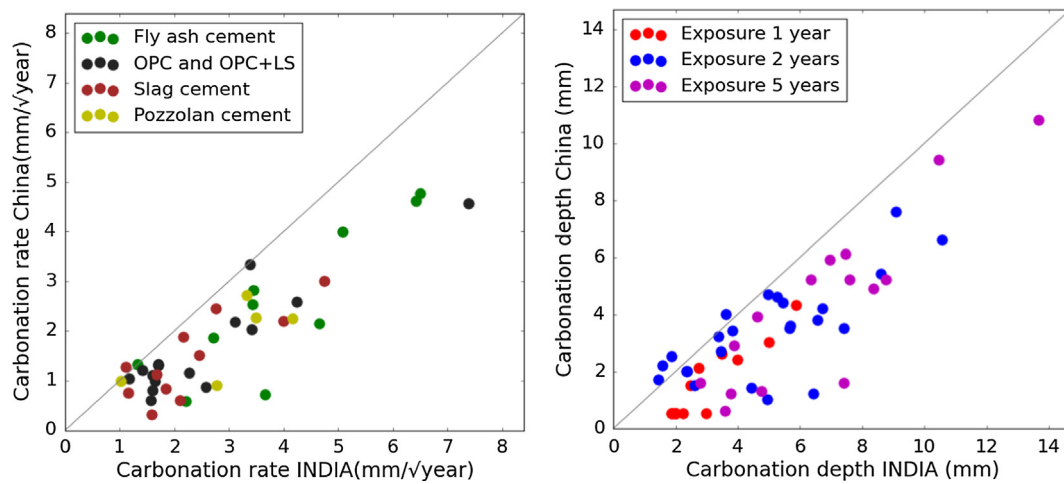 Carbonation rate China(mm/√year)
8
7
6
5
4
3
2
1
0
Fly ash cement
OPC and OPC+LS
Slag cement
Pozzolan cement
0 1 2 3 4 5 6 7 8
Carbonation rate INDIA(mm/√year)
Carbonation depth China (mm)
14
12
10
8
6
4
2
0
Exposure 1 year
Exposure 2 years
Exposure 5 years
0 2 4 6 8 10 12 14
Carbonation depth INDIA (mm)